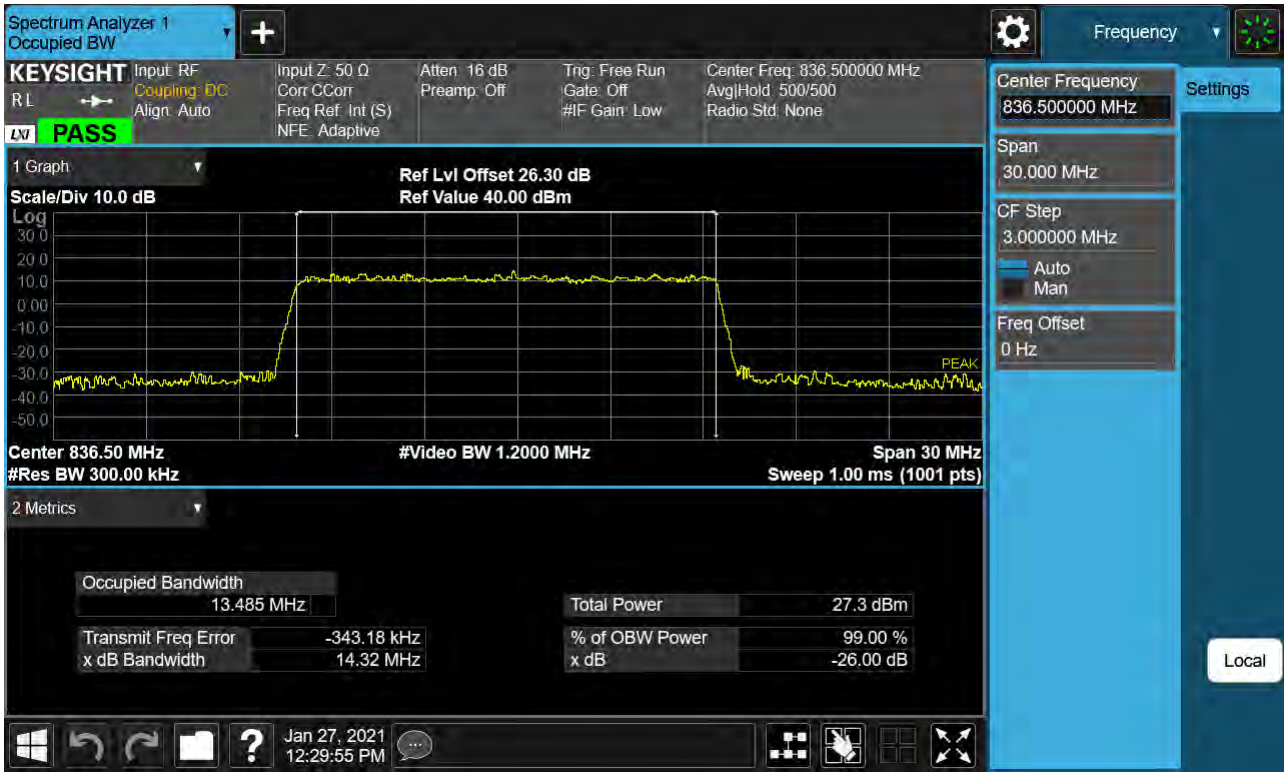 Spectrum Analyzer 1
Occupied BW
+
Frequency
KEYSIGHT
R L
LXI
PASS
Input: RF
Coupling: DC
Align: Auto
Input Z: 50 Ω
Corr CCorr
Freq Ref: Int (S)
NFE: Adaptive
Atten: 16 dB
Preamp: Off
Trig: Free Run
Gate: Off
#IF Gain: Low
Center Freq: 836.500000 MHz
Avg|Hold: 500/500
Radio Std: None
Center Frequency
836.500000 MHz
Settings
Span
30.000 MHz
CF Step
3.000000 MHz
Auto
Man
Freq Offset
0 Hz
Local
1 Graph
Scale/Div 10.0 dB
Ref Lvl Offset 26.30 dB
Ref Value 40.00 dBm
Log
30.0
20.0
10.0
0.00
-10.0
-20.0
-30.0
-40.0
-50.0
PEAK
Center 836.50 MHz
#Video BW 1.2000 MHz
Span 30 MHz
#Res BW 300.00 kHz
Sweep 1.00 ms (1001 pts)
2 Metrics
Occupied Bandwidth
13.485 MHz
Total Power 27.3 dBm
Transmit Freq Error -343.18 kHz
% of OBW Power 99.00 %
x dB Bandwidth 14.32 MHz
x dB -26.00 dB
?
Jan 27, 2021
12:29:55 PM